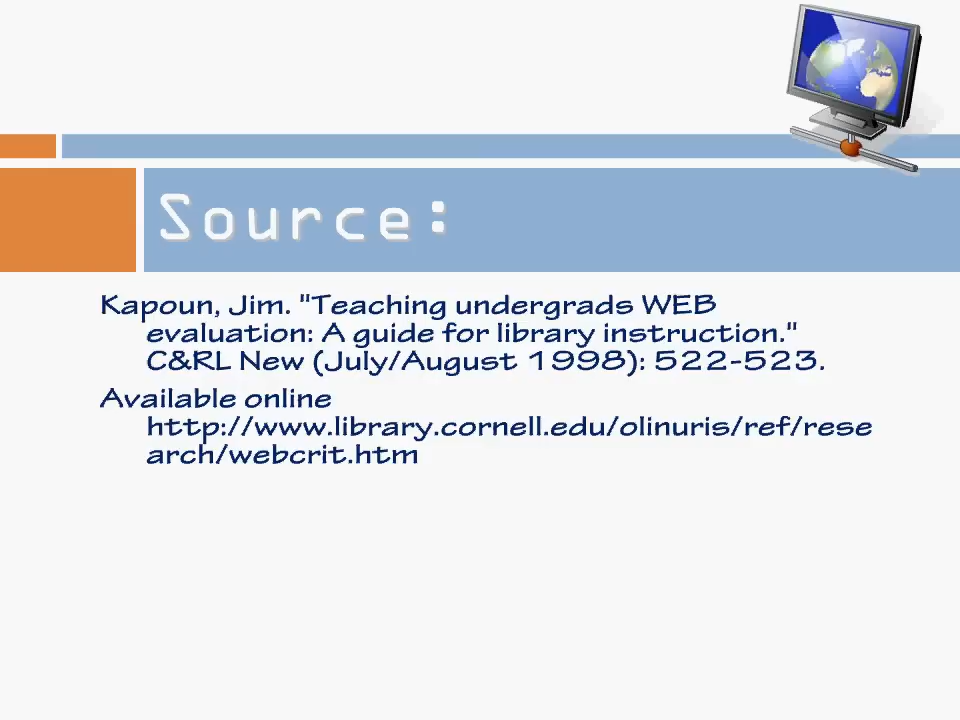 Source:
Kapoun, Jim. "Teaching undergrads WEB
evaluation: A guide for library instruction."
C&RL New (July/August 1998): 522-523.
Available online
http://www.library.cornell.edu/olinuris/ref/rese
arch/webcrit.htm